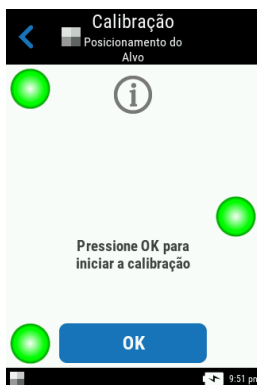 Calibração
Posicionamento do
Alvo
i
Pressione OK para
iniciar a calibração
OK
9:51 pm